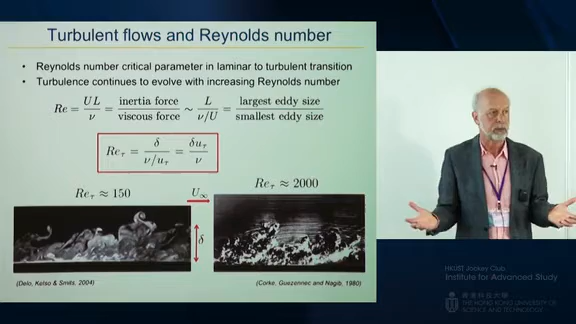 Turbulent flows and Reynolds number
• Reynolds number critical parameter in laminar to turbulent transition
• Turbulence continues to evolve with increasing Reynolds number
Re = UL/ν = inertia force/viscous force ~ L/(ν/U) = largest eddy size/smallest eddy size
Re_τ = δ/(ν/u_τ) = δu_τ/ν
Re_τ ≈ 150
U_∞
Re_τ ≈ 2000
δ
(Delo, Kelso & Smits, 2004)
(Corke, Guezennec and Nagib, 1980)
HKUST Jockey Club
Institute for Advanced Study
香港科技大學
THE HONG KONG UNIVERSITY OF
SCIENCE AND TECHNOLOGY